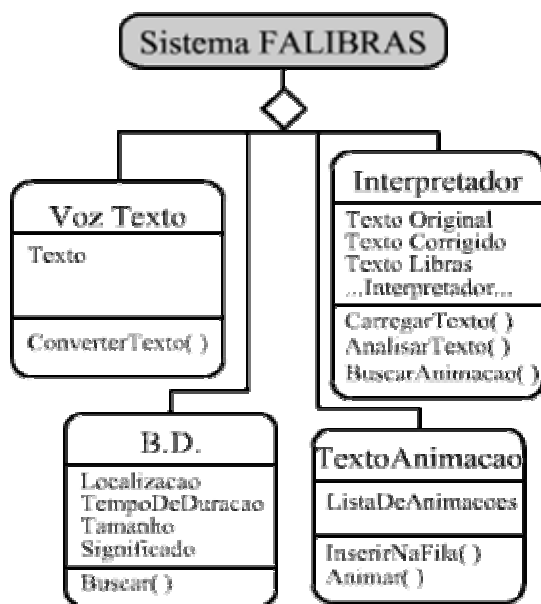 Sistema FALIBRAS
Voz Texto
Texto
ConverterTexto( )
Interpretador
Texto Original
Texto Corrigido
Texto Libras
...Interpretador...
CarregarTexto( )
AnalisarTexto( )
BuscarAnimacao( )
B.D.
Localizacao
TempoDeDuracao
Tamanho
Significado
Buscar( )
TextoAnimacao
ListaDeAnimacoes
InserirNaFila( )
Animar( )